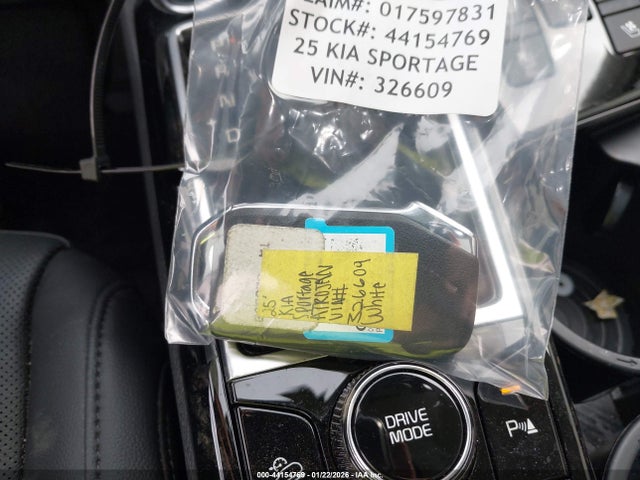 CLAIM#: 017597831
STOCK#: 44154769
25 KIA SPORTAGE
VIN#: 326609
25'
KIA
Sportage
VIN#
326609
White
DRIVE
MODE
P
000-44154769 - 01/22/2026 - IAA Inc.